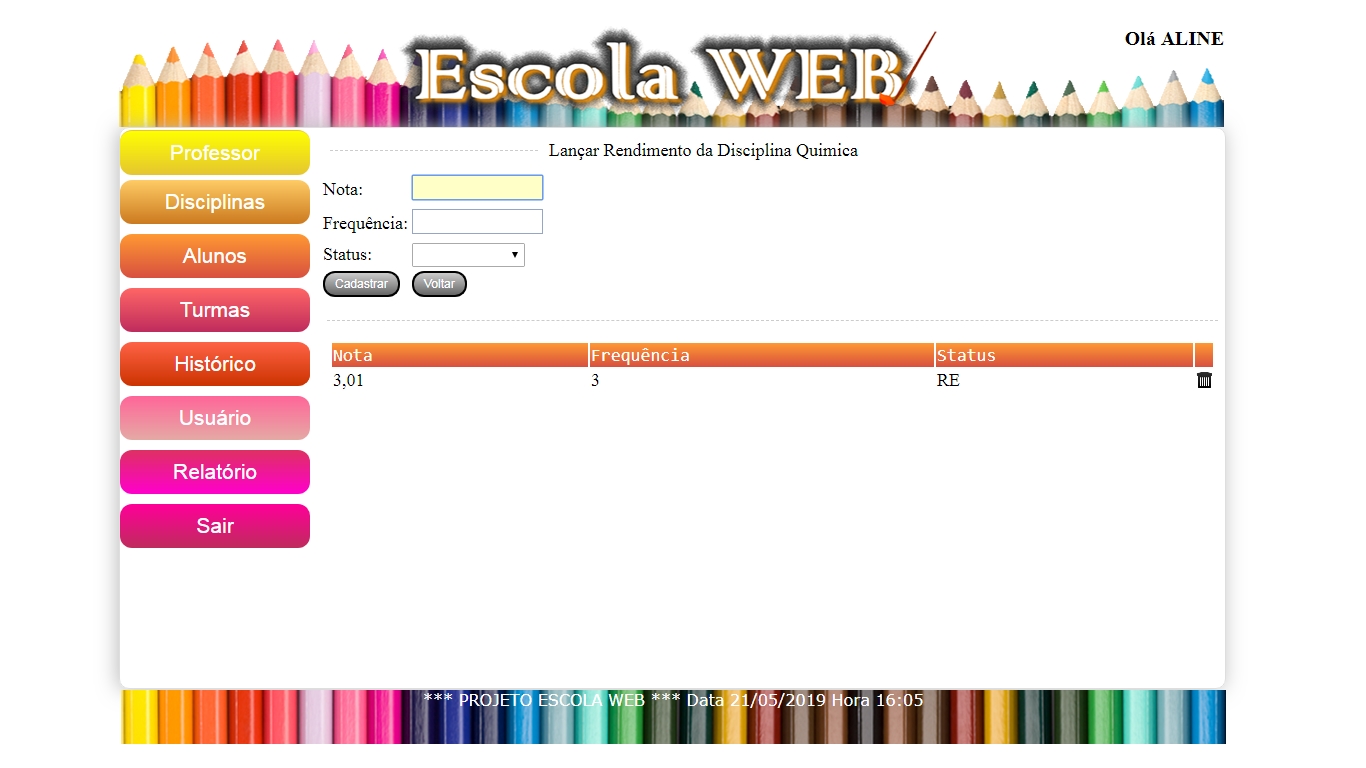 Escola WEB
Olá ALINE
Professor
Disciplinas
Alunos
Turmas
Histórico
Usuário
Relatório
Sair
Lançar Rendimento da Disciplina Quimica
Nota:
Frequência:
Status:
Cadastrar Voltar
Nota Frequência Status
3,01 3 RE
*** PROJETO ESCOLA WEB *** Data 21/05/2019 Hora 16:05